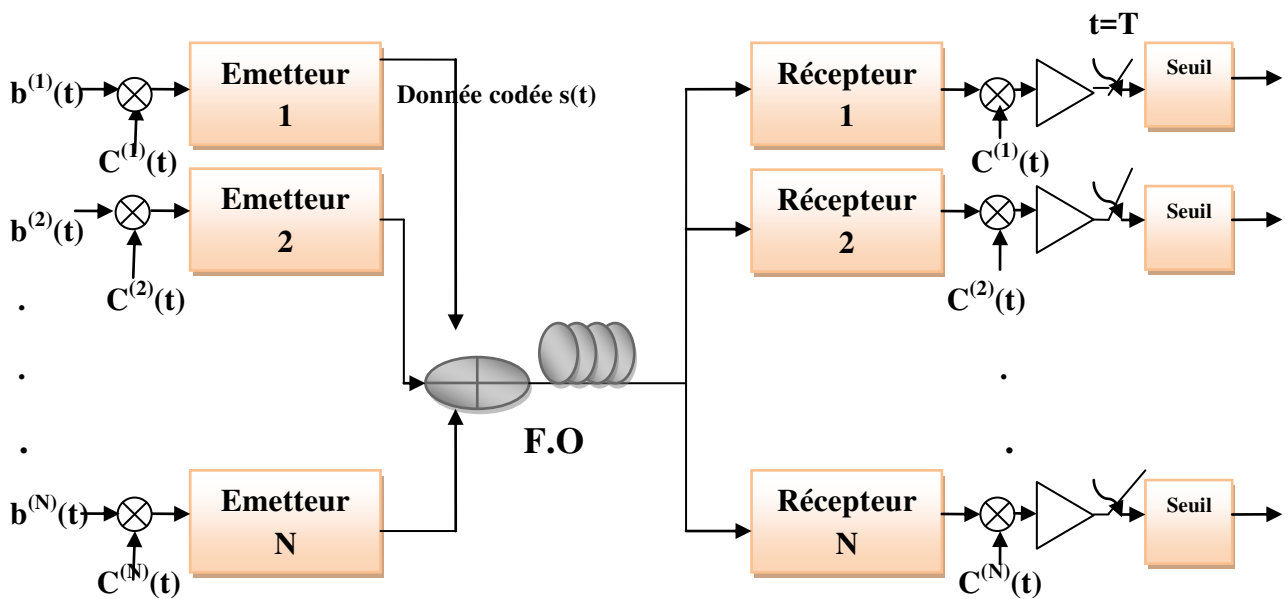 t=T
b⁽¹⁾(t)
Emetteur
1
Donnée codée s(t)
Récepteur
1
Seuil
C⁽¹⁾(t)
C⁽¹⁾(t)
b⁽²⁾(t)
Emetteur
2
Récepteur
2
Seuil
C⁽²⁾(t)
C⁽²⁾(t)
.
.
.
F.O
.
.
b⁽ᴺ⁾(t)
Emetteur
N
Récepteur
N
Seuil
C⁽ᴺ⁾(t)
C⁽ᴺ⁾(t)